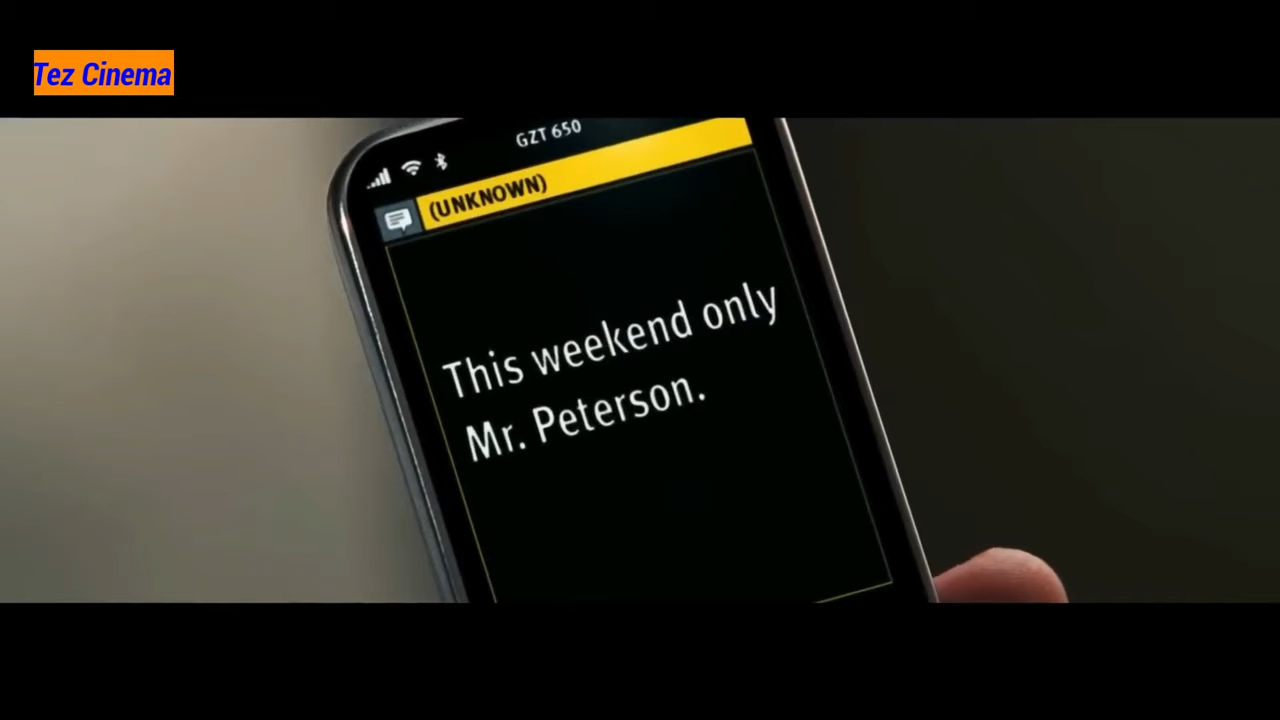 Tez Cinema
GZT 650
(UNKNOWN)
This weekend only
Mr. Peterson.